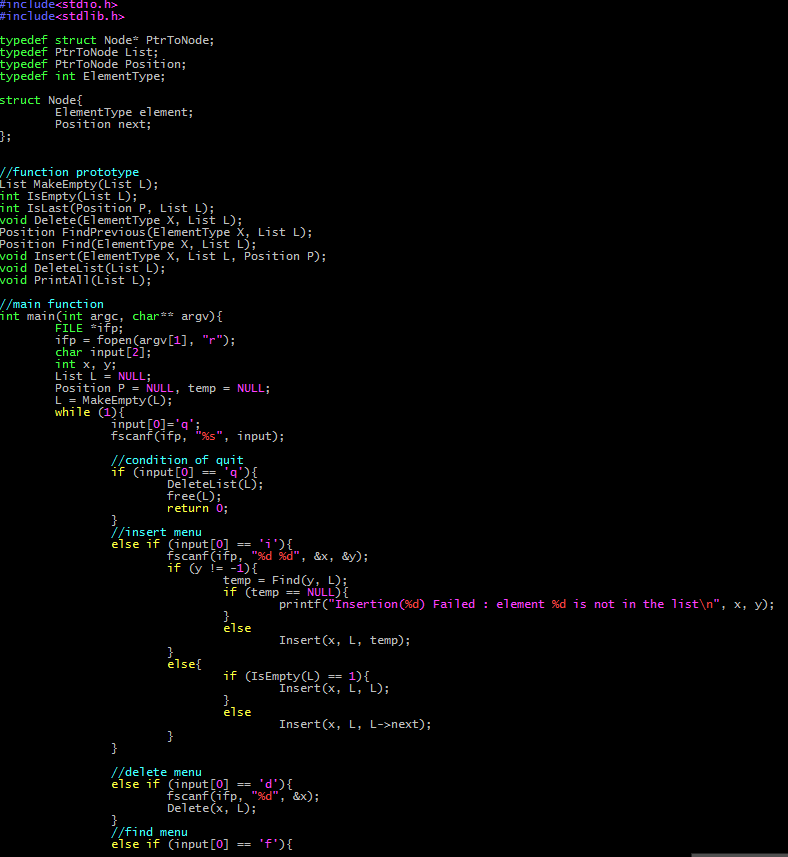 #include<stdio.h>
#include<stdlib.h>
typedef struct Node* PtrToNode;
typedef PtrToNode List;
typedef PtrToNode Position;
typedef int ElementType;
struct Node{
ElementType element;
Position next;
};
//function prototype
List MakeEmpty(List L);
int IsEmpty(List L);
int IsLast(Position P, List L);
void Delete(ElementType X, List L);
Position FindPrevious(ElementType X, List L);
Position Find(ElementType X, List L);
void Insert(ElementType X, List L, Position P);
void DeleteList(List L);
void PrintAll(List L);
//main function
int main(int argc, char** argv){
FILE *ifp;
ifp = fopen(argv[1], "r");
char input[2];
int x, y;
List L = NULL;
Position P = NULL, temp = NULL;
L = MakeEmpty(L);
while (1){
input[0]='q';
fscanf(ifp, "%s", input);
//condition of quit
if (input[0] == 'q'){
DeleteList(L);
free(L);
return 0;
}
//insert menu
else if (input[0] == 'i'){
fscanf(ifp, "%d %d", &x, &y);
if (y != -1){
temp = Find(y, L);
if (temp == NULL){
printf("Insertion(%d) Failed : element %d is not in the list\n", x, y);
}
else
Insert(x, L, temp);
}
else{
if (IsEmpty(L) == 1){
Insert(x, L, L);
}
else
Insert(x, L, L->next);
}
}
//delete menu
else if (input[0] == 'd'){
fscanf(ifp, "%d", &x);
Delete(x, L);
}
//find menu
else if (input[0] == 'f'){